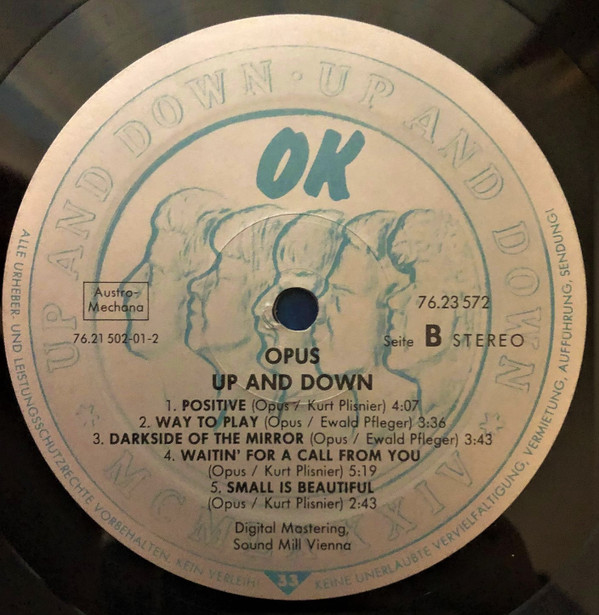 UP AND DOWN · UP AND DOWN
OK
Austro-
Mechana
76.21 502-01-2
76.23 572
Seite B STEREO
OPUS
UP AND DOWN
1. POSITIVE (Opus / Kurt Plisnier) 4:07
2. WAY TO PLAY (Opus / Ewald Pfleger) 3:36
3. DARKSIDE OF THE MIRROR (Opus / Ewald Pfleger) 3:43
4. WAITIN' FOR A CALL FROM YOU
(Opus / Kurt Plisnier) 5:19
5. SMALL IS BEAUTIFUL
(Opus / Kurt Plisnier) 2:43
Digital Mastering,
Sound Mill Vienna
33
ALLE URHEBER- UND LEISTUNGSSCHUTZRECHTE VORBEHALTEN. KEIN VERLEIH! KEINE UNERLAUBTE VERVIELFÄLTIGUNG, VERMIETUNG, AUFFÜHRUNG, SENDUNG!